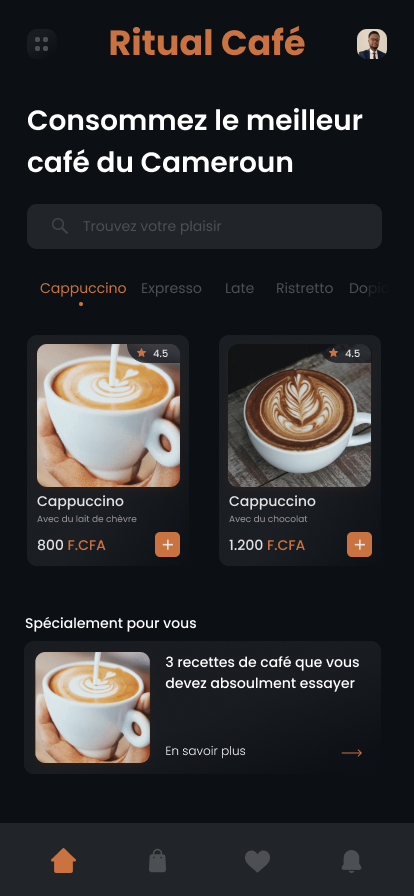 Ritual Café
Consommez le meilleur
café du Cameroun
Trouvez votre plaisir
Cappuccino Expresso Late Ristretto
4.5 4.5
Cappuccino Cappuccino
Avec du lait de chèvre Avec du chocolat
800 F.CFA + 1.200 F.CFA +
Spécialement pour vous
3 recettes de café que vous
devez absoulment essayer
En savoir plus